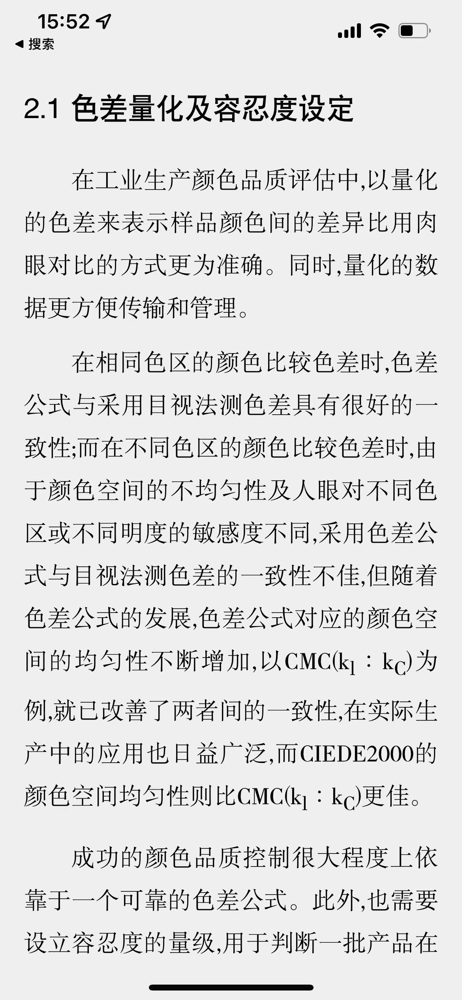 15:52
搜索
2.1 色差量化及容忍度设定
在工业生产颜色品质评估中,以量化
的色差来表示样品颜色间的差异比用肉
眼对比的方式更为准确。同时,量化的数
据更方便传输和管理。
在相同色区的颜色比较色差时,色差
公式与采用目视法测色差具有很好的一
致性;而在不同色区的颜色比较色差时,由
于颜色空间的不均匀性及人眼对不同色
区或不同明度的敏感度不同,采用色差公
式与目视法测色差的一致性不佳,但随着
色差公式的发展,色差公式对应的颜色空
间的均匀性不断增加,以CMC(kl：kC)为
例,就已改善了两者间的一致性,在实际生
产中的应用也日益广泛,而CIEDE2000的
颜色空间均匀性则比CMC(kl：kC)更佳。
成功的颜色品质控制很大程度上依
靠于一个可靠的色差公式。此外,也需要
设立容忍度的量级,用于判断一批产品在